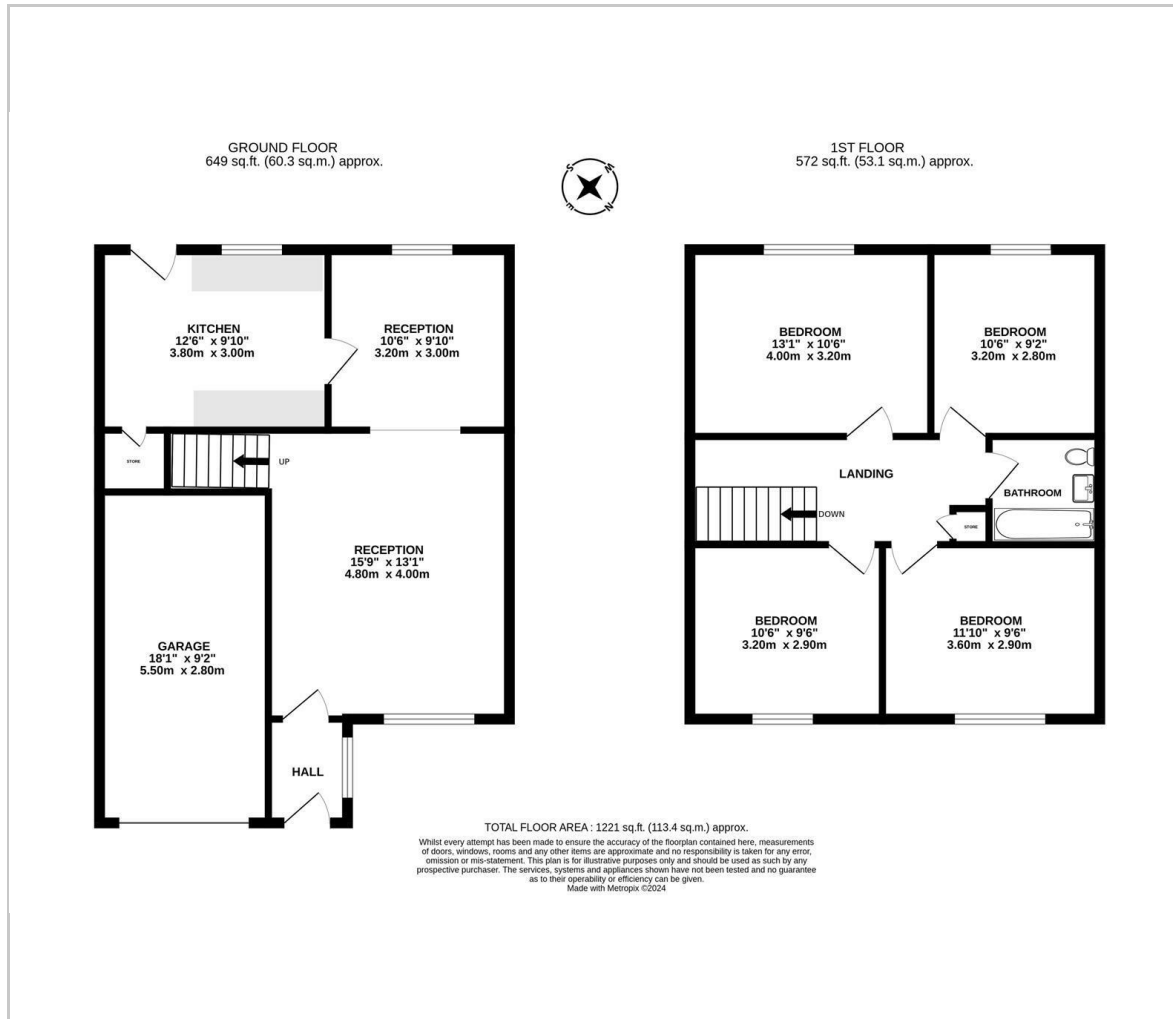 GROUND FLOOR
649 sq.ft. (60.3 sq.m.) approx.
1ST FLOOR
572 sq.ft. (53.1 sq.m.) approx.
S
W
E
N
KITCHEN
12'6" x 9'10"
3.80m x 3.00m
RECEPTION
10'6" x 9'10"
3.20m x 3.00m
STORE
UP
RECEPTION
15'9" x 13'1"
4.80m x 4.00m
GARAGE
18'1" x 9'2"
5.50m x 2.80m
HALL
BEDROOM
13'1" x 10'6"
4.00m x 3.20m
BEDROOM
10'6" x 9'2"
3.20m x 2.80m
LANDING
BATHROOM
DOWN
STORE
BEDROOM
10'6" x 9'6"
3.20m x 2.90m
BEDROOM
11'10" x 9'6"
3.60m x 2.90m
TOTAL FLOOR AREA : 1221 sq.ft. (113.4 sq.m.) approx.
Whilst every attempt has been made to ensure the accuracy of the floorplan contained here, measurements
of doors, windows, rooms and any other items are approximate and no responsibility is taken for any error,
omission or mis-statement. This plan is for illustrative purposes only and should be used as such by any
prospective purchaser. The services, systems and appliances shown have not been tested and no guarantee
as to their operability or efficiency can be given.
Made with Metropix ©2024